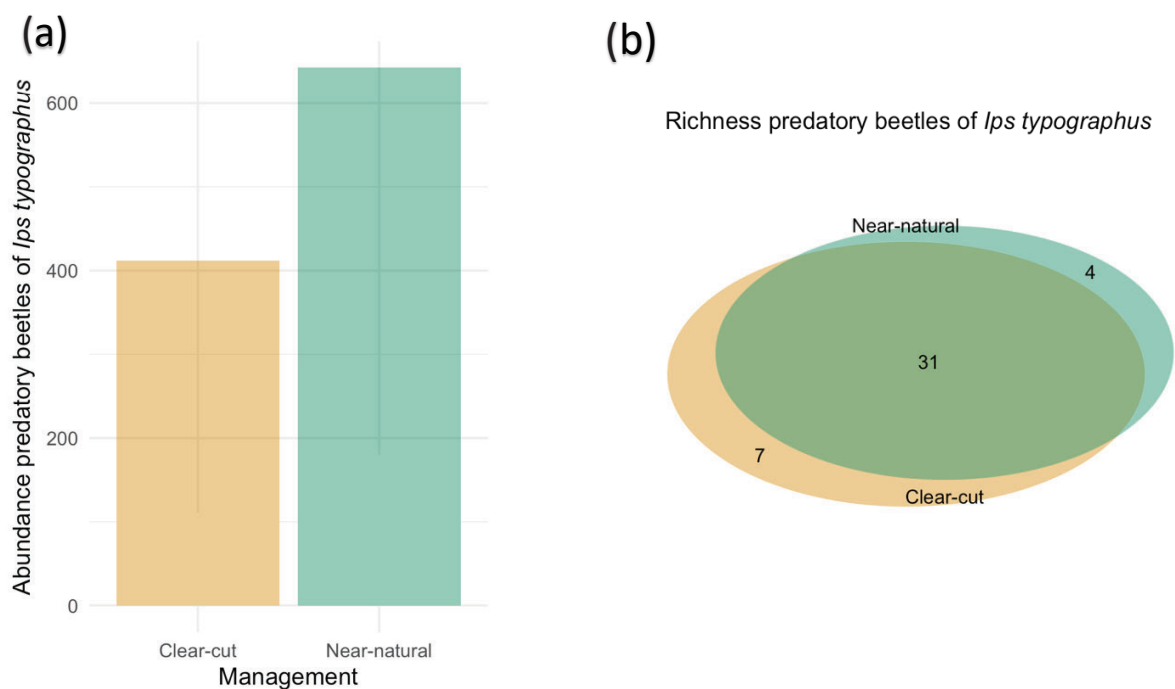 (a)
Abundance predatory beetles of Ips typographus
600
400
200
0
Clear-cut
Near-natural
Management
(b)
Richness predatory beetles of Ips typographus
Near-natural
4
31
7
Clear-cut